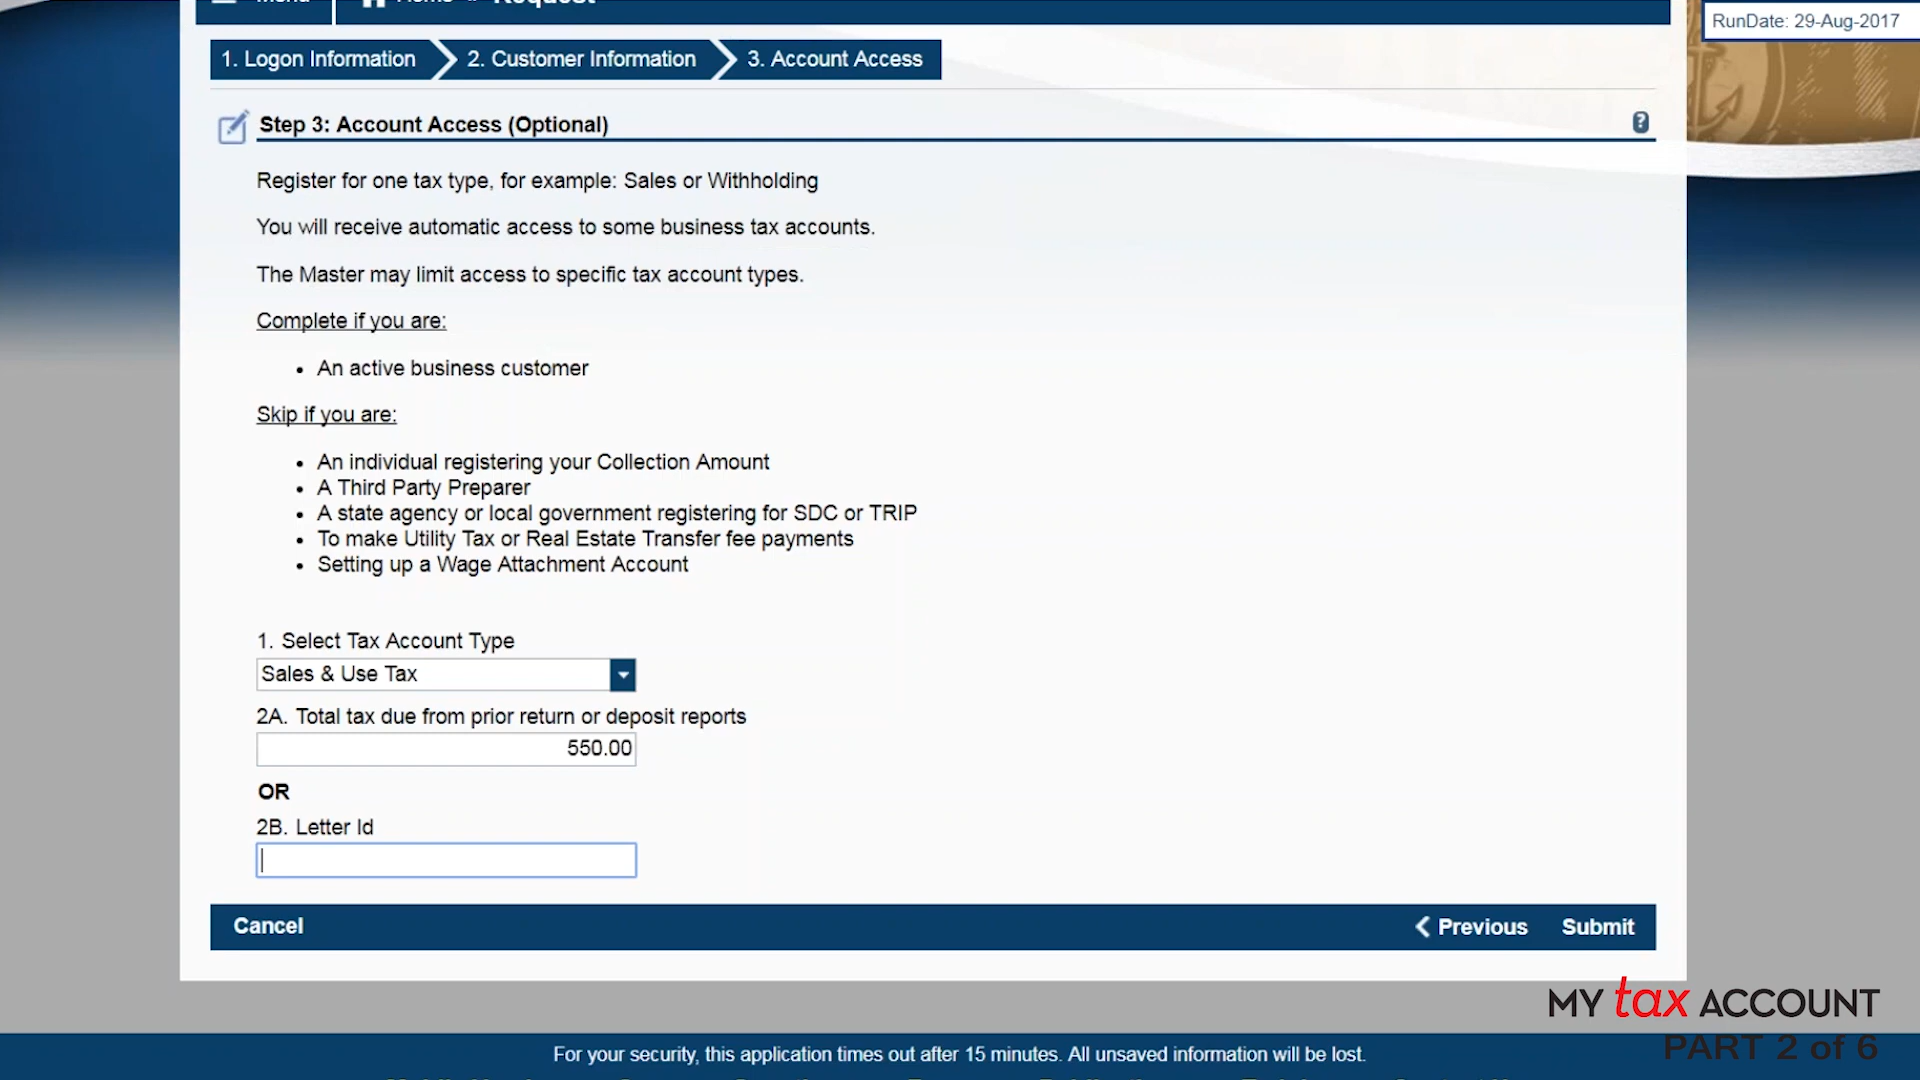 Menu Home Request
RunDate: 29-Aug-2017
1. Logon Information 2. Customer Information 3. Account Access
Step 3: Account Access (Optional)
?
Register for one tax type, for example: Sales or Withholding
You will receive automatic access to some business tax accounts.
The Master may limit access to specific tax account types.
Complete if you are:
• An active business customer
Skip if you are:
• An individual registering your Collection Amount
• A Third Party Preparer
• A state agency or local government registering for SDC or TRIP
• To make Utility Tax or Real Estate Transfer fee payments
• Setting up a Wage Attachment Account
1. Select Tax Account Type
Sales & Use Tax
2A. Total tax due from prior return or deposit reports
550.00
OR
2B. Letter Id
Cancel Previous Submit
MY tax ACCOUNT
PART 2 of 6
For your security, this application times out after 15 minutes. All unsaved information will be lost.